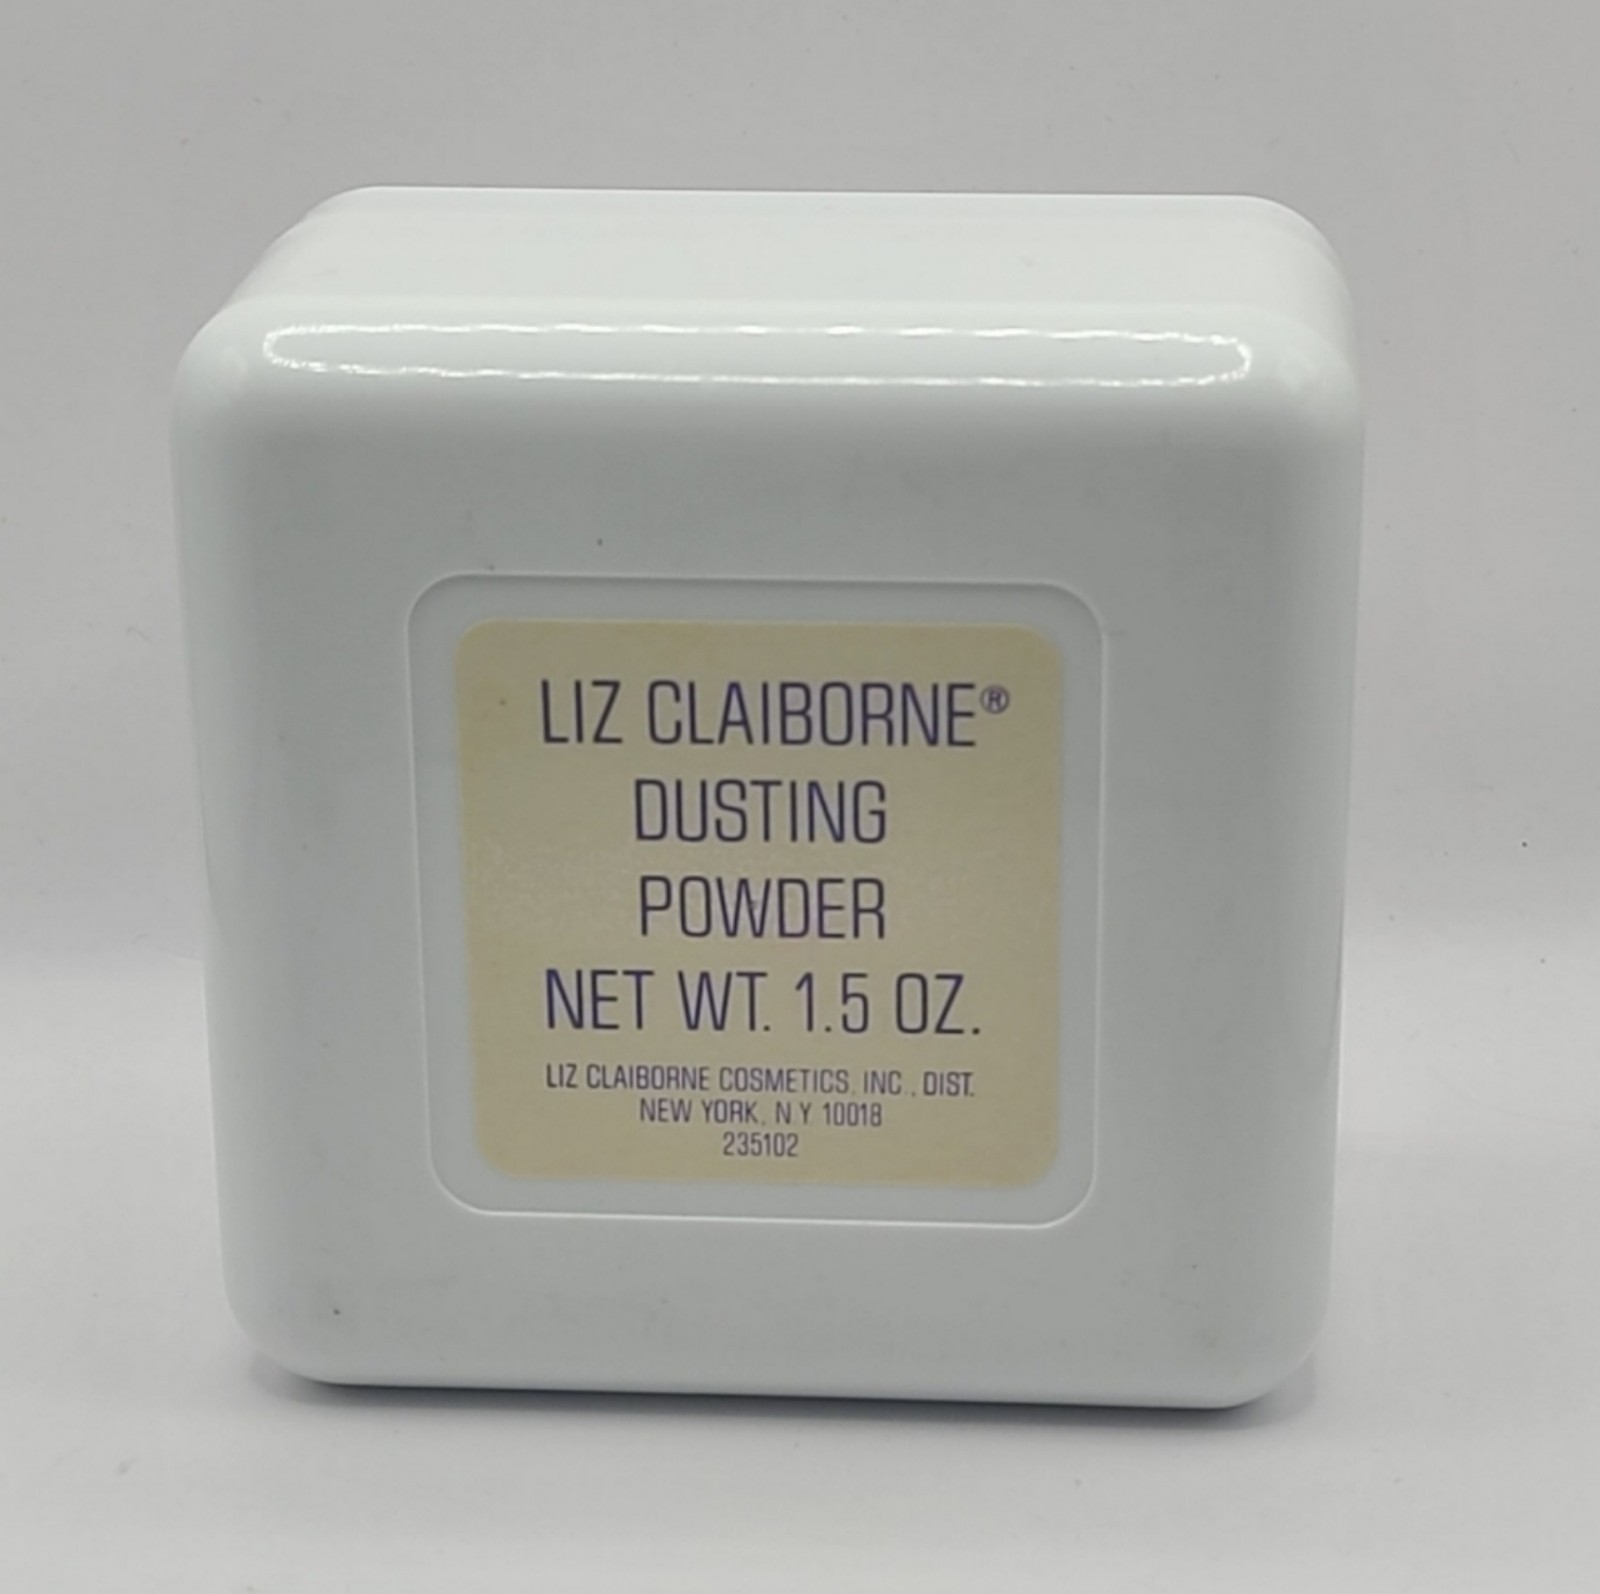 LIZ CLAIBORNE®
DUSTING
POWDER
NET WT. 1.5 OZ.
LIZ CLAIBORNE COSMETICS, INC., DIST.
NEW YORK, N.Y. 10018
235102